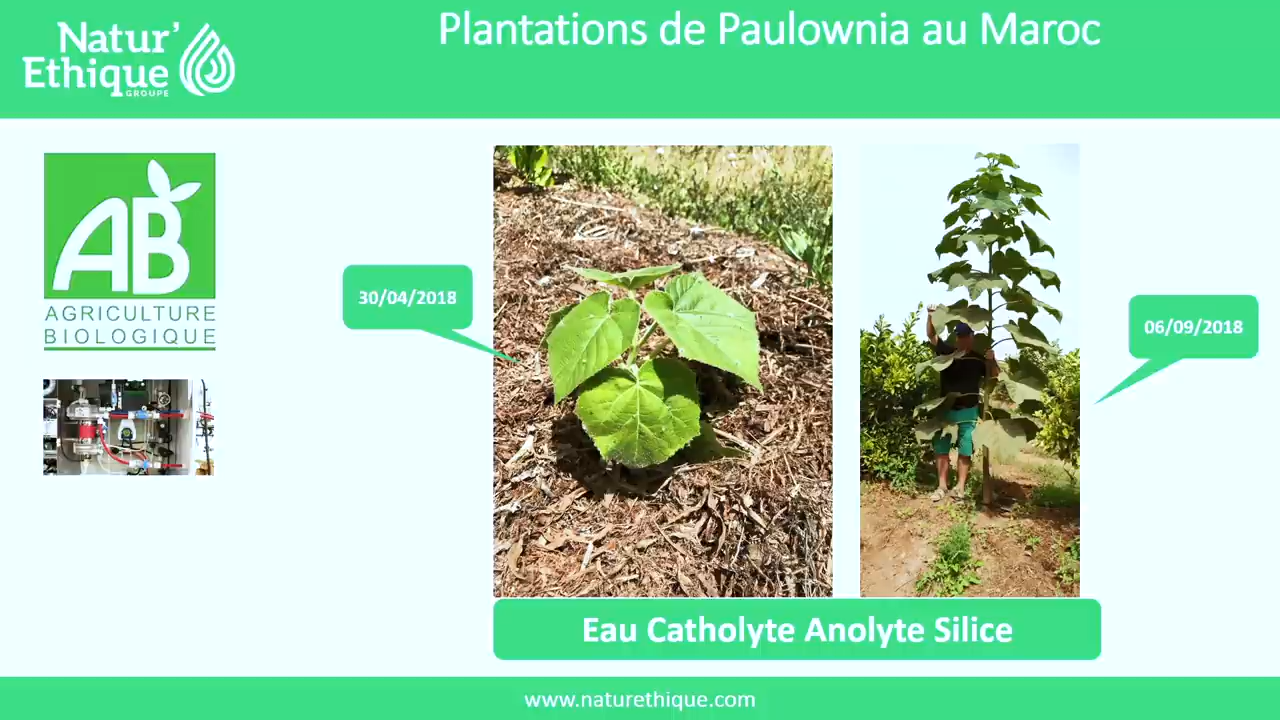 Plantations de Paulownia au Maroc
Natur'
Ethique
GROUPE
AB
AGRICULTURE
BIOLOGIQUE
30/04/2018
06/09/2018
Eau Catholyte Anolyte Silice
www.naturethique.com